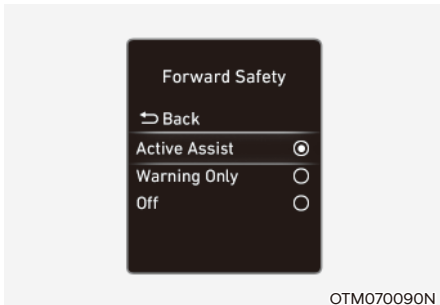 Forward Safety
Back
Active Assist
Warning Only
Off
OTM070090N